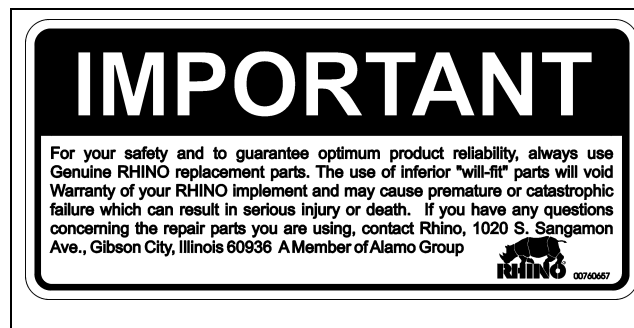 IMPORTANT
For your safety and to guarantee optimum product reliability, always use
Genuine RHINO replacement parts. The use of inferior "will-fit" parts will void
Warranty of your RHINO implement and may cause premature or catastrophic
failure which can result in serious injury or death. If you have any questions
concerning the repair parts you are using, contact Rhino, 1020 S. Sangamon
Ave., Gibson City, Illinois 60936 A Member of Alamo Group
RHINO
00760657